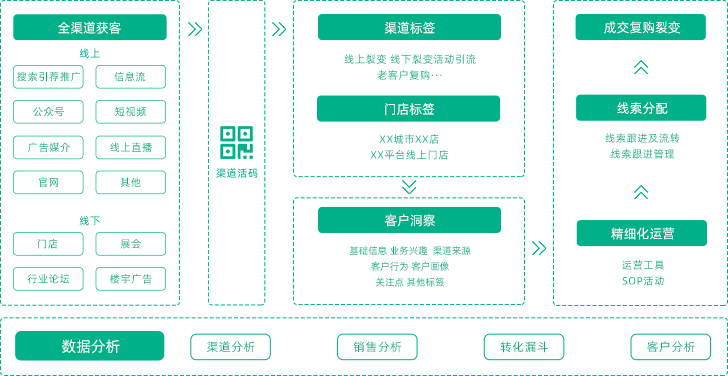 全渠道获客
线上
搜索引荐推广
信息流
公众号
短视频
广告媒介
线上直播
官网
其他
线下
门店
展会
行业论坛
楼宇广告
渠道活码
渠道标签
线上裂变 线下裂变活动引流
老客户复购···
门店标签
XX城市XX店
XX平台线上门店
客户洞察
基础信息 业务兴趣 渠道来源
客户行为 客户画像
关注点 其他标签
成交复购裂变
线索分配
线索跟进及流转
线索跟进管理
精细化运营
运营工具
SOP活动
数据分析
渠道分析
销售分析
转化漏斗
客户分析